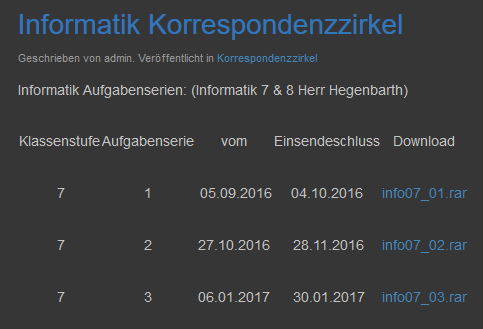 Informatik Korrespondenzzirkel
Geschrieben von admin. Veröffentlicht in Korrespondenzzirkel
Informatik Aufgabenserien: (Informatik 7 & 8 Herr Hegenbarth)
Klassenstufe Aufgabenserie vom Einsendeschluss Download
7 1 05.09.2016 04.10.2016 info07_01.rar
7 2 27.10.2016 28.11.2016 info07_02.rar
7 3 06.01.2017 30.01.2017 info07_03.rar